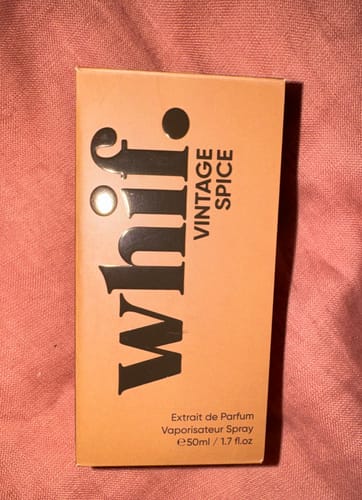 whif.
VINTAGE
SPICE
Extrait de Parfum
Vaporisateur Spray
℮50ml / 1.7 fl.oz